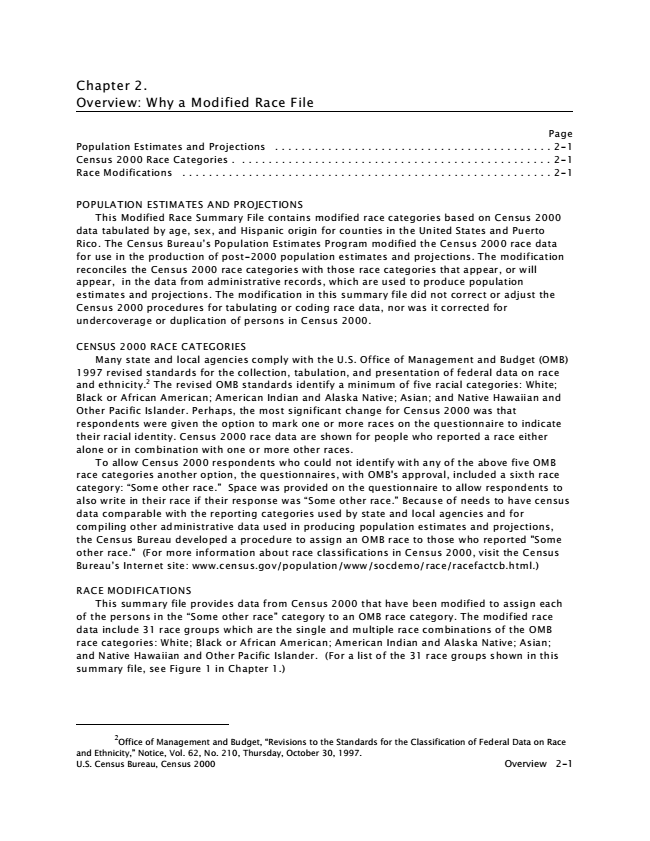 Chapter 2.
Overview: Why a Modified Race File
Page
Population Estimates and Projections . . . . . . . . . . . . . . . . . . . . . . . . . . . . . . . . . . . . . . . . . . 2–1
Census 2000 Race Categories . . . . . . . . . . . . . . . . . . . . . . . . . . . . . . . . . . . . . . . . . . . . . . . . 2–1
Race Modifications . . . . . . . . . . . . . . . . . . . . . . . . . . . . . . . . . . . . . . . . . . . . . . . . . . . . . . . . 2–1
POPULATION ESTIMATES AND PROJECTIONS
This Modified Race Summary File contains modified race categories based on Census 2000
data tabulated by age, sex, and Hispanic origin for counties in the United States and Puerto
Rico. The Census Bureau's Population Estimates Program modified the Census 2000 race data
for use in the production of post–2000 population estimates and projections. The modification
reconciles the Census 2000 race categories with those race categories that appear, or will
appear, in the data from administrative records, which are used to produce population
estimates and projections. The modification in this summary file did not correct or adjust the
Census 2000 procedures for tabulating or coding race data, nor was it corrected for
undercoverage or duplication of persons in Census 2000.
CENSUS 2000 RACE CATEGORIES
Many state and local agencies comply with the U.S. Office of Management and Budget (OMB)
1997 revised standards for the collection, tabulation, and presentation of federal data on race
and ethnicity.2 The revised OMB standards identify a minimum of five racial categories: White;
Black or African American; American Indian and Alaska Native; Asian; and Native Hawaiian and
Other Pacific Islander. Perhaps, the most significant change for Census 2000 was that
respondents were given the option to mark one or more races on the questionnaire to indicate
their racial identity. Census 2000 race data are shown for people who reported a race either
alone or in combination with one or more other races.
To allow Census 2000 respondents who could not identify with any of the above five OMB
race categories another option, the questionnaires, with OMB's approval, included a sixth race
category: "Some other race." Space was provided on the questionnaire to allow respondents to
also write in their race if their response was "Some other race." Because of needs to have census
data comparable with the reporting categories used by state and local agencies and for
compiling other administrative data used in producing population estimates and projections,
the Census Bureau developed a procedure to assign an OMB race to those who reported "Some
other race." (For more information about race classifications in Census 2000, visit the Census
Bureau's Internet site: www.census.gov/population/www/socdemo/race/racefactcb.html.)
RACE MODIFICATIONS
This summary file provides data from Census 2000 that have been modified to assign each
of the persons in the "Some other race" category to an OMB race category. The modified race
data include 31 race groups which are the single and multiple race combinations of the OMB
race categories: White; Black or African American; American Indian and Alaska Native; Asian;
and Native Hawaiian and Other Pacific Islander. (For a list of the 31 race groups shown in this
summary file, see Figure 1 in Chapter 1.)
2Office of Management and Budget, "Revisions to the Standards for the Classification of Federal Data on Race
and Ethnicity," Notice, Vol. 62, No. 210, Thursday, October 30, 1997.
U.S. Census Bureau, Census 2000 Overview 2–1